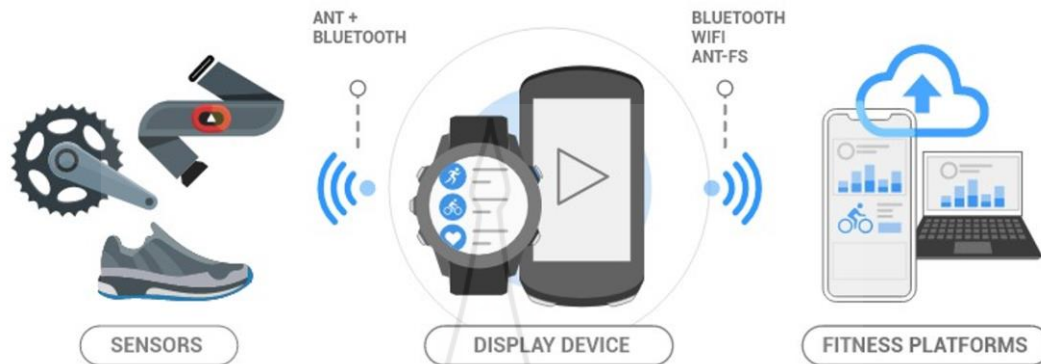 ANT +
BLUETOOTH
BLUETOOTH
WIFI
ANT-FS
SENSORS
DISPLAY DEVICE
FITNESS PLATFORMS